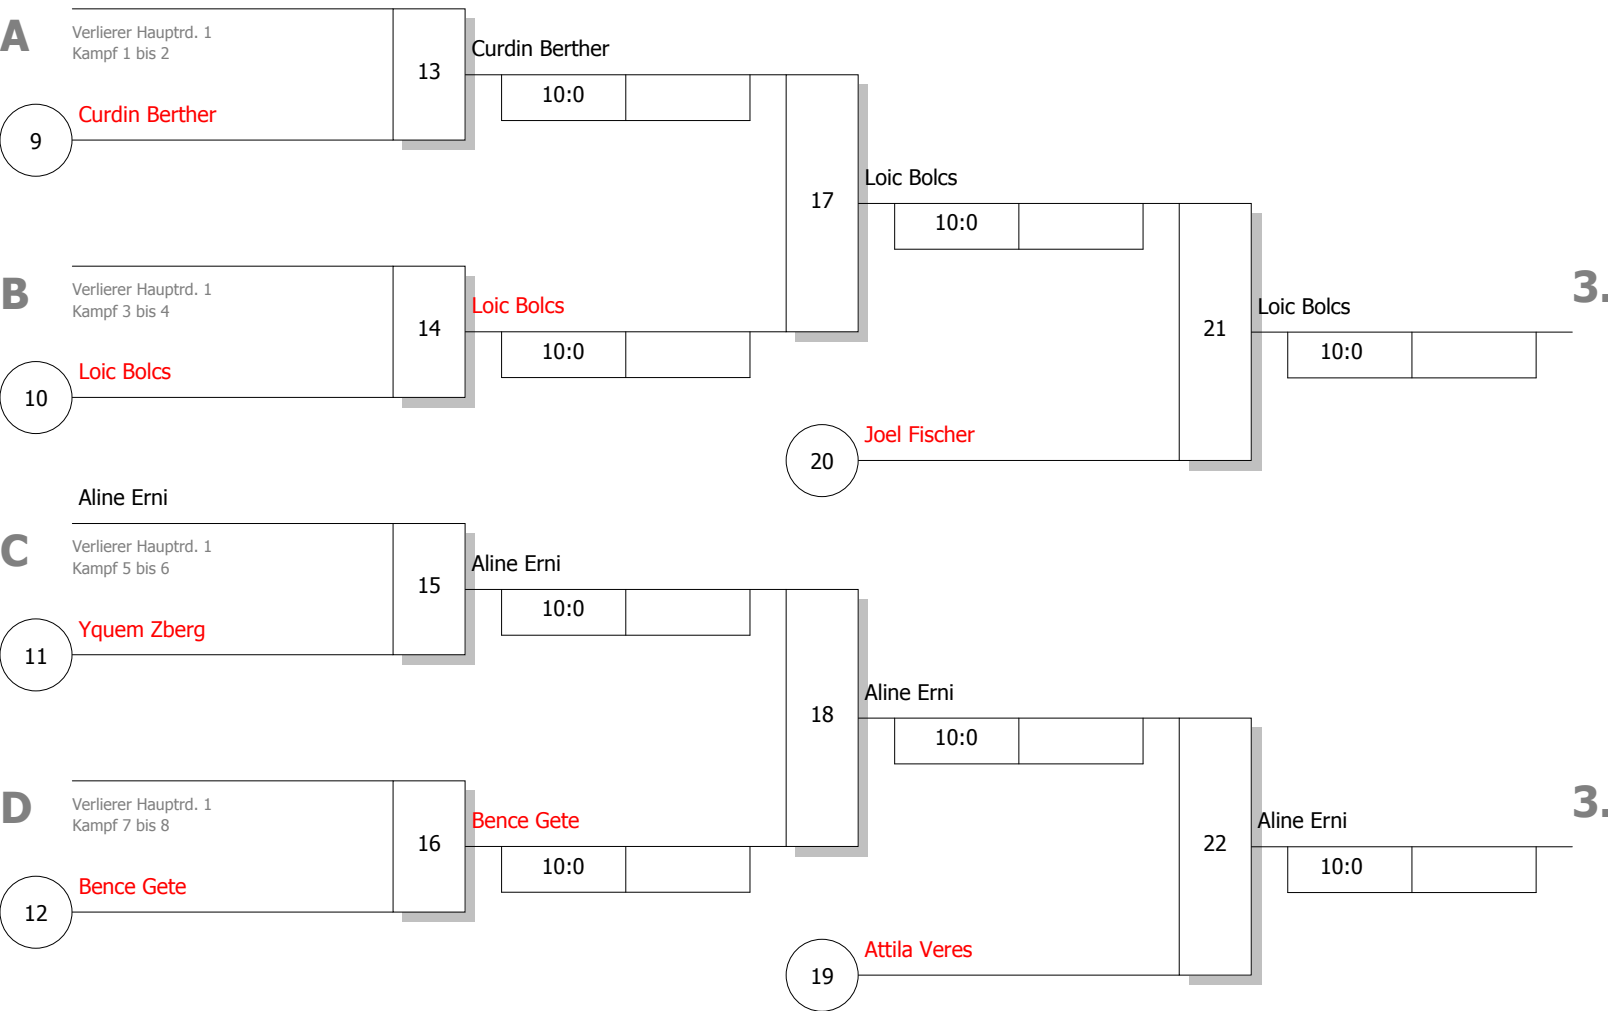 A
Verlierer Hauptrd. 1
Kampf 1 bis 2
13
Curdin Berther
10:0
Curdin Berther
9
17
Loic Bolcs
10:0
B
Verlierer Hauptrd. 1
Kampf 3 bis 4
14
Loic Bolcs
10:0
Loic Bolcs
10
21
Loic Bolcs
10:0
3.
Joel Fischer
20
Aline Erni
C
Verlierer Hauptrd. 1
Kampf 5 bis 6
15
Aline Erni
10:0
Yquem Zberg
11
18
Aline Erni
10:0
D
Verlierer Hauptrd. 1
Kampf 7 bis 8
16
Bence Gete
10:0
Bence Gete
12
22
Aline Erni
10:0
3.
Attila Veres
19